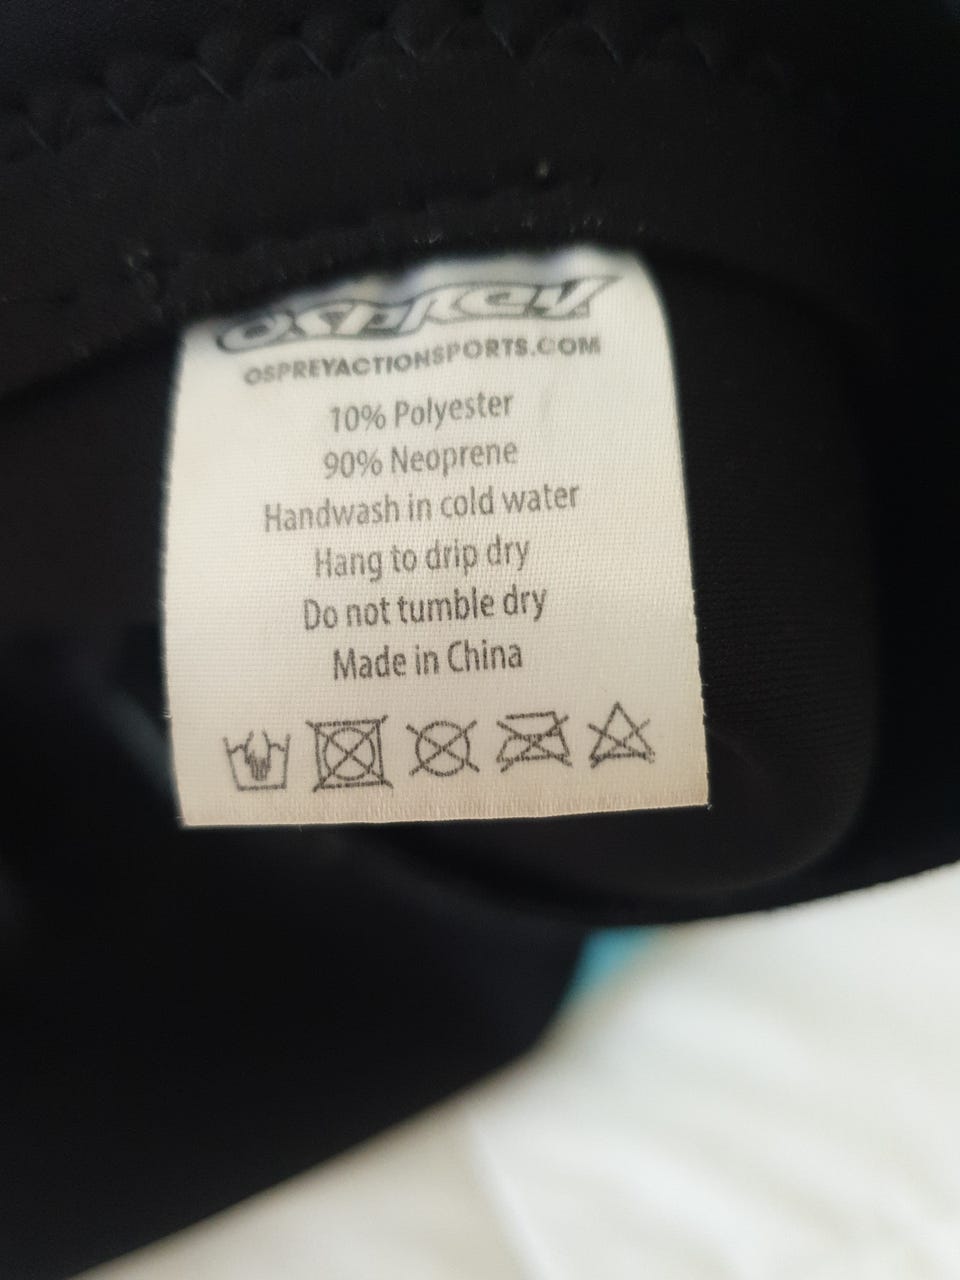 OSPREY
OSPREYACTIONSPORTS.COM
10% Polyester
90% Neoprene
Handwash in cold water
Hang to drip dry
Do not tumble dry
Made in China